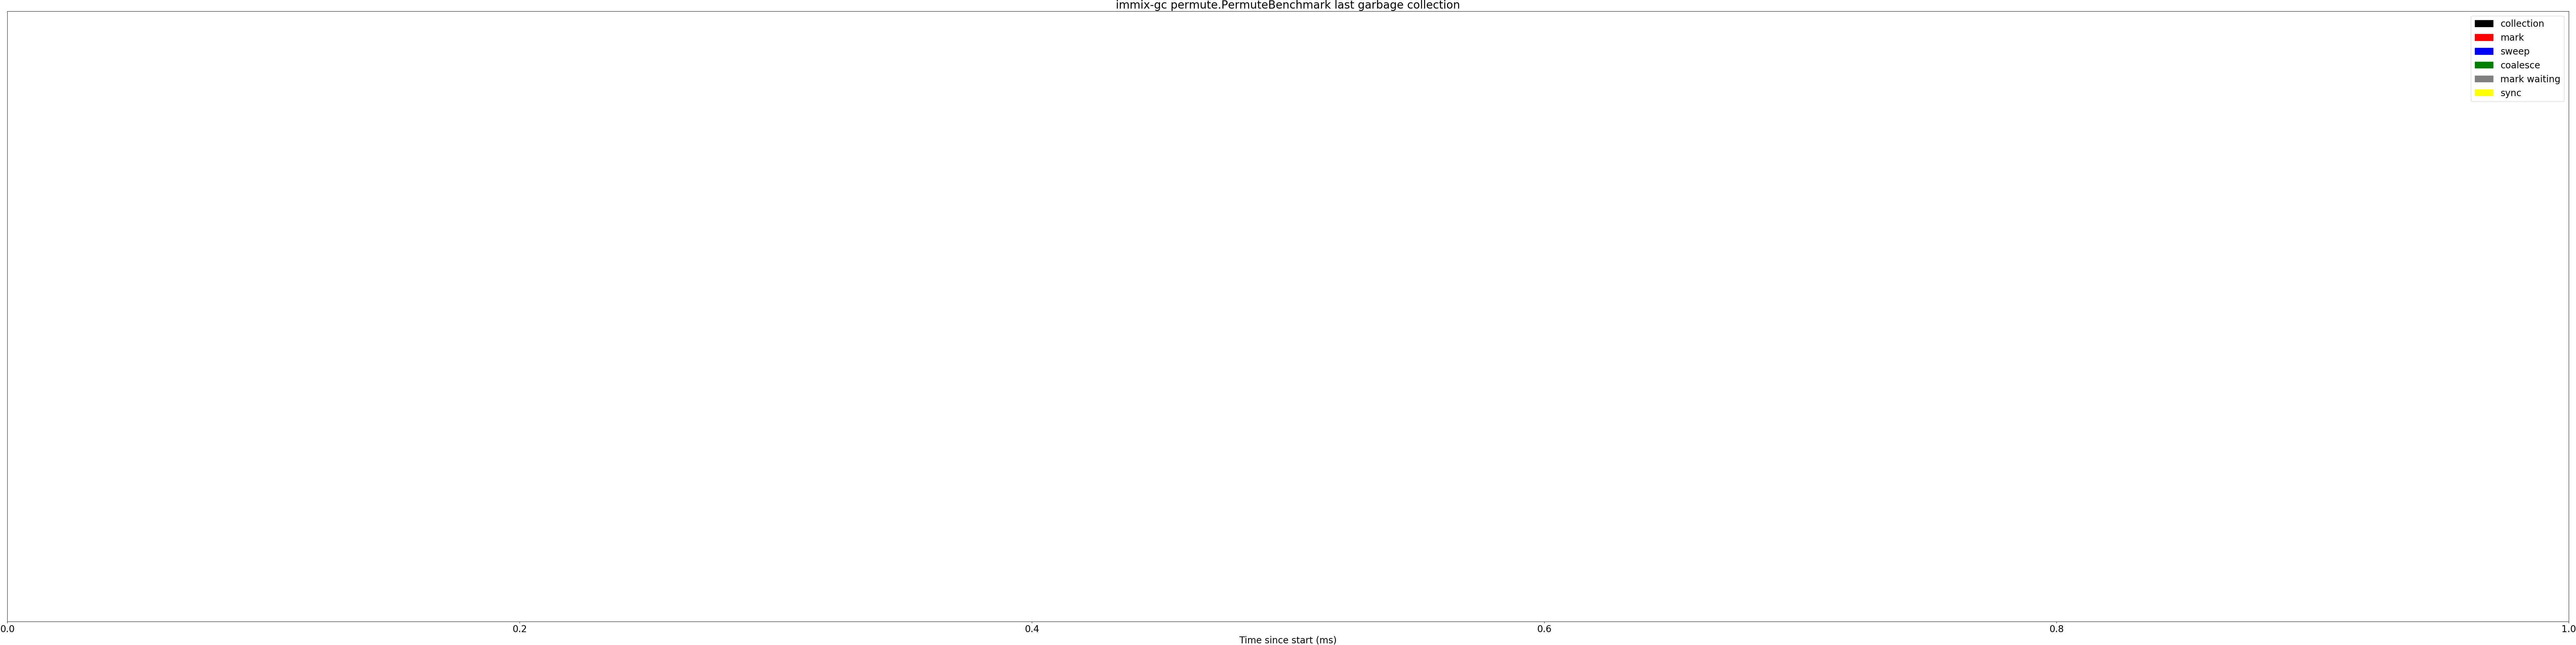 immix-gc permute.PermuteBenchmark last garbage collection
collection
mark
sweep
coalesce
mark waiting
sync
0.0 0.2 0.4 0.6 0.8 1.0
Time since start (ms)